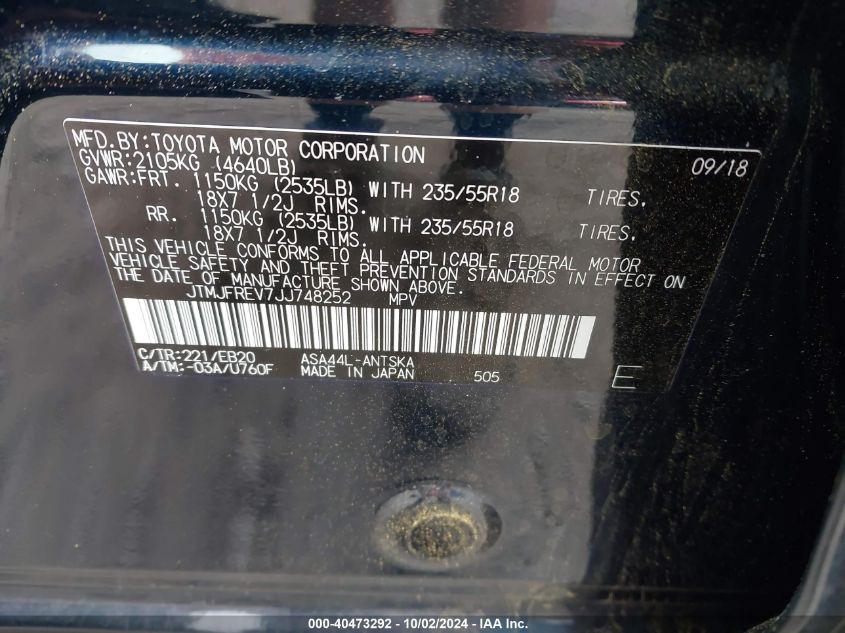 MFD.BY:TOYOTA MOTOR CORPORATION 09/18
GVWR:2105KG (4640LB)
GAWR:FRT. 1150KG (2535LB) WITH 235/55R18 TIRES.
18X7 1/2J RIMS.
RR. 1150KG (2535LB) WITH 235/55R18 TIRES.
18X7 1/2J RIMS.
THIS VEHICLE CONFORMS TO ALL APPLICABLE FEDERAL MOTOR
VEHICLE SAFETY AND THEFT PREVENTION STANDARDS IN EFFECT ON
THE DATE OF MANUFACTURE SHOWN ABOVE.
JTMJFREV7JJ748252 MPV
C/TR:221/EB20 ASA44L-ANTSKA
A/TM:-03A/U760F MADE IN JAPAN 505 E
000-40473292 - 10/02/2024 - IAA Inc.